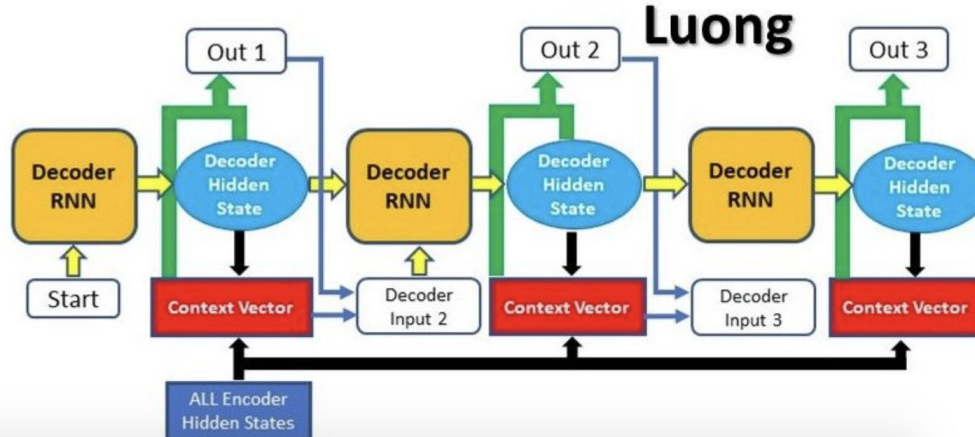 Luong
Out 1
Out 2
Out 3
Decoder
RNN
Decoder
Hidden
State
Decoder
RNN
Decoder
Hidden
State
Decoder
RNN
Decoder
Hidden
State
Start
Context Vector
Decoder
Input 2
Context Vector
Decoder
Input 3
Context Vector
ALL Encoder
Hidden States